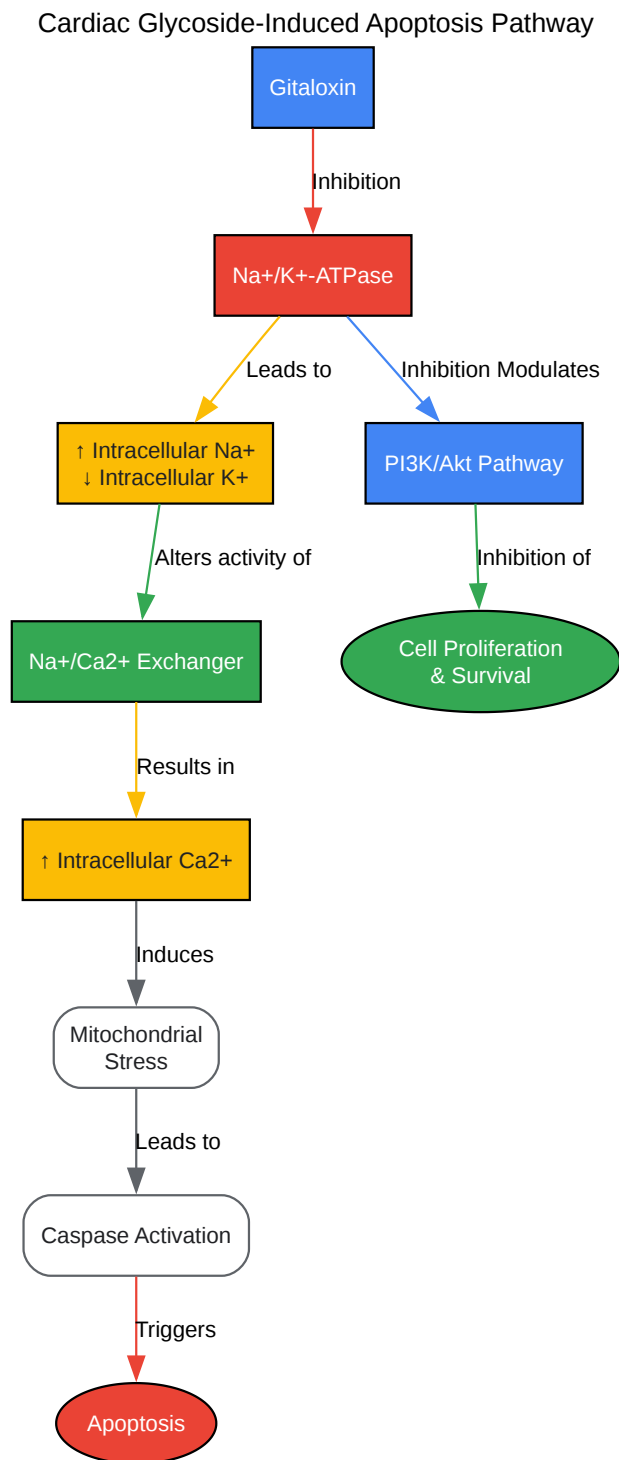 Cardiac Glycoside-Induced Apoptosis Pathway
Gitaloxin
Inhibition
Na+/K+-ATPase
Leads to
Inhibition Modulates
↑ Intracellular Na+
↓ Intracellular K+
PI3K/Akt Pathway
Alters activity of
Inhibition of
Na+/Ca2+ Exchanger
Cell Proliferation
& Survival
Results in
↑ Intracellular Ca2+
Induces
Mitochondrial
Stress
Leads to
Caspase Activation
Triggers
Apoptosis